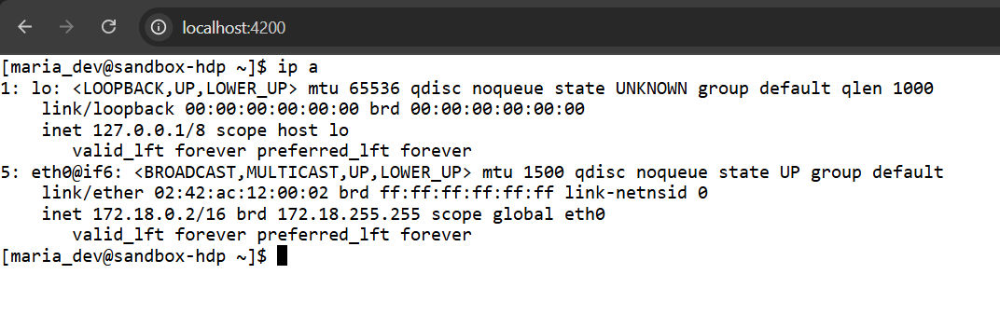 localhost:4200
[maria_dev@sandbox-hdp ~]$ ip a
1: lo: <LOOPBACK,UP,LOWER_UP> mtu 65536 qdisc noqueue state UNKNOWN group default qlen 1000
    link/loopback 00:00:00:00:00:00 brd 00:00:00:00:00:00
    inet 127.0.0.1/8 scope host lo
       valid_lft forever preferred_lft forever
5: eth0@if6: <BROADCAST,MULTICAST,UP,LOWER_UP> mtu 1500 qdisc noqueue state UP group default
    link/ether 02:42:ac:12:00:02 brd ff:ff:ff:ff:ff:ff link-netnsid 0
    inet 172.18.0.2/16 brd 172.18.255.255 scope global eth0
       valid_lft forever preferred_lft forever
[maria_dev@sandbox-hdp ~]$